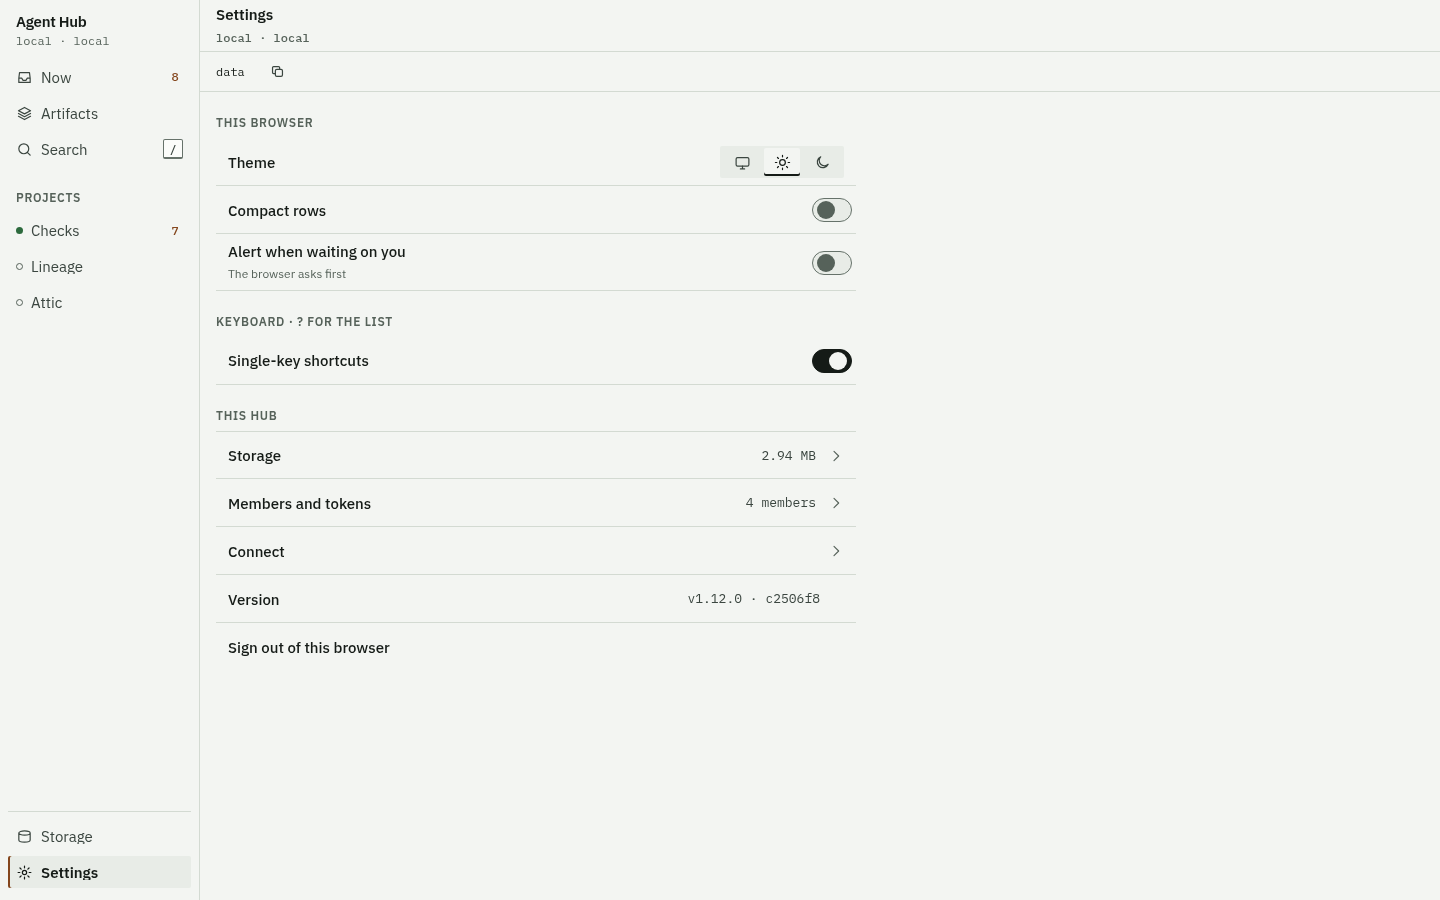 Agent Hub
local · local
Now 8
Artifacts
Search /
PROJECTS
Checks 7
Lineage
Attic
Storage
Settings
Settings
local · local
data
THIS BROWSER
Theme
Compact rows
Alert when waiting on you
The browser asks first
KEYBOARD · ? FOR THE LIST
Single-key shortcuts
THIS HUB
Storage 2.94 MB
Members and tokens 4 members
Connect
Version v1.12.0 · c2506f8
Sign out of this browser